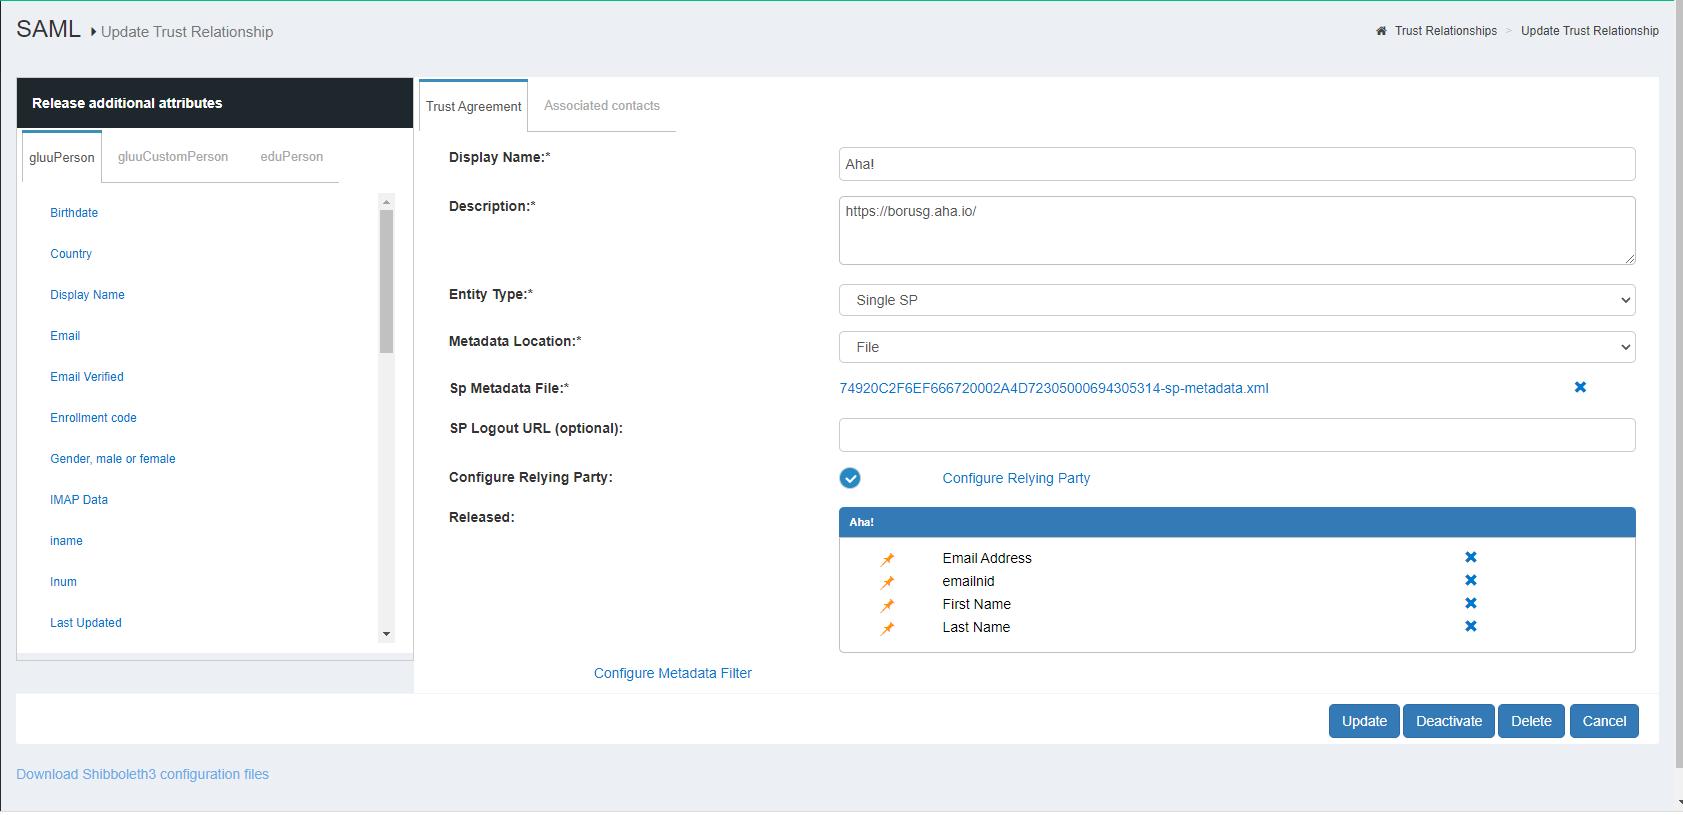 SAML Update Trust Relationship
Trust Relationships > Update Trust Relationship
Release additional attributes
gluuPerson gluuCustomPerson eduPerson
Birthdate
Country
Display Name
Email
Email Verified
Enrollment code
Gender, male or female
IMAP Data
iname
Inum
Last Updated
Trust Agreement Associated contacts
Display Name:* Aha!
Description:* https://borusg.aha.io/
Entity Type:* Single SP
Metadata Location:* File
Sp Metadata File:* 74920C2F6EF666720002A4D72305000694305314-sp-metadata.xml
SP Logout URL (optional):
Configure Relying Party: Configure Relying Party
Released: Aha!
Email Address
emailnid
First Name
Last Name
Configure Metadata Filter
Update Deactivate Delete Cancel
Download Shibboleth3 configuration files